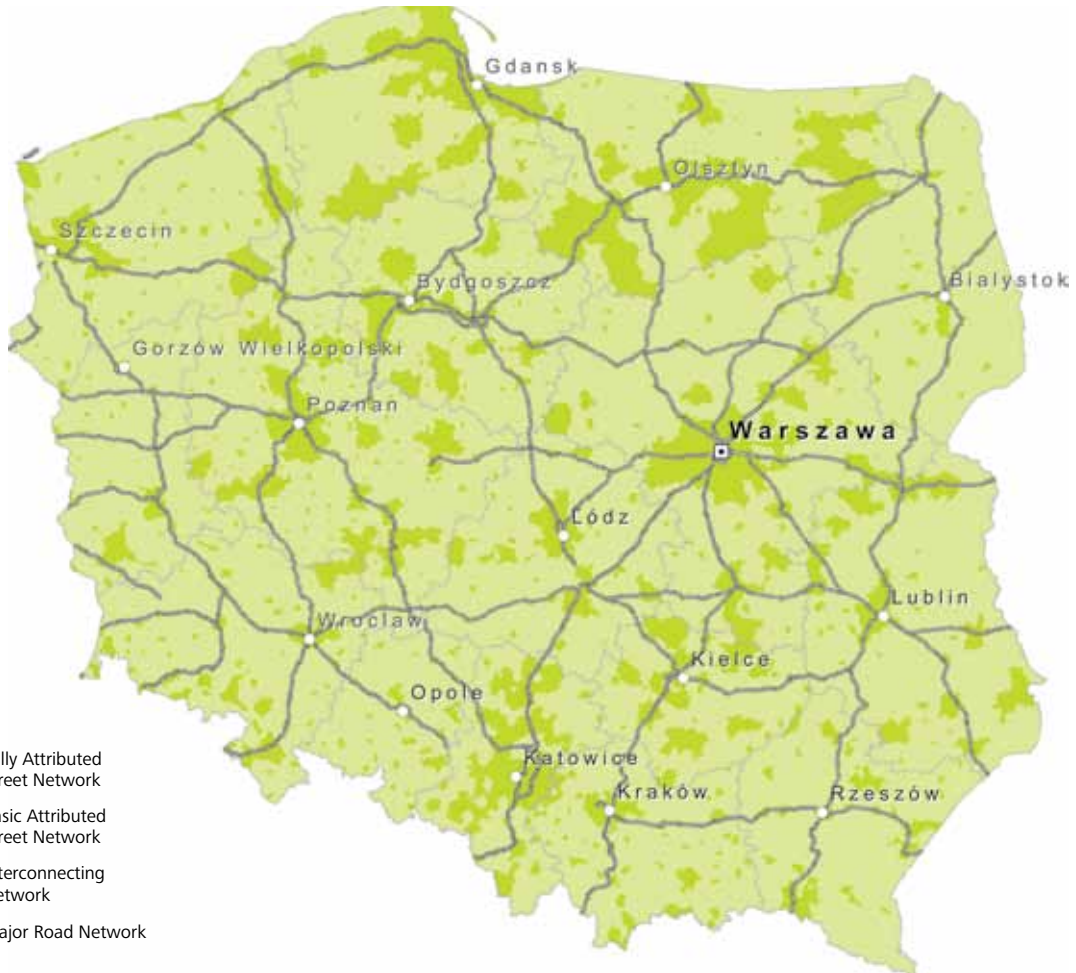 Gdansk
Olsztyn
Szczecin
Bydgoszcz
Bialystok
Gorzów Wielkopolski
Poznan
Warszawa
Łódz
Lublin
Wroclaw
Kielce
Opole
Katowice
Kraków
Rzeszów
lly Attributed
reet Network
sic Attributed
reet Network
terconnecting
etwork
ajor Road Network